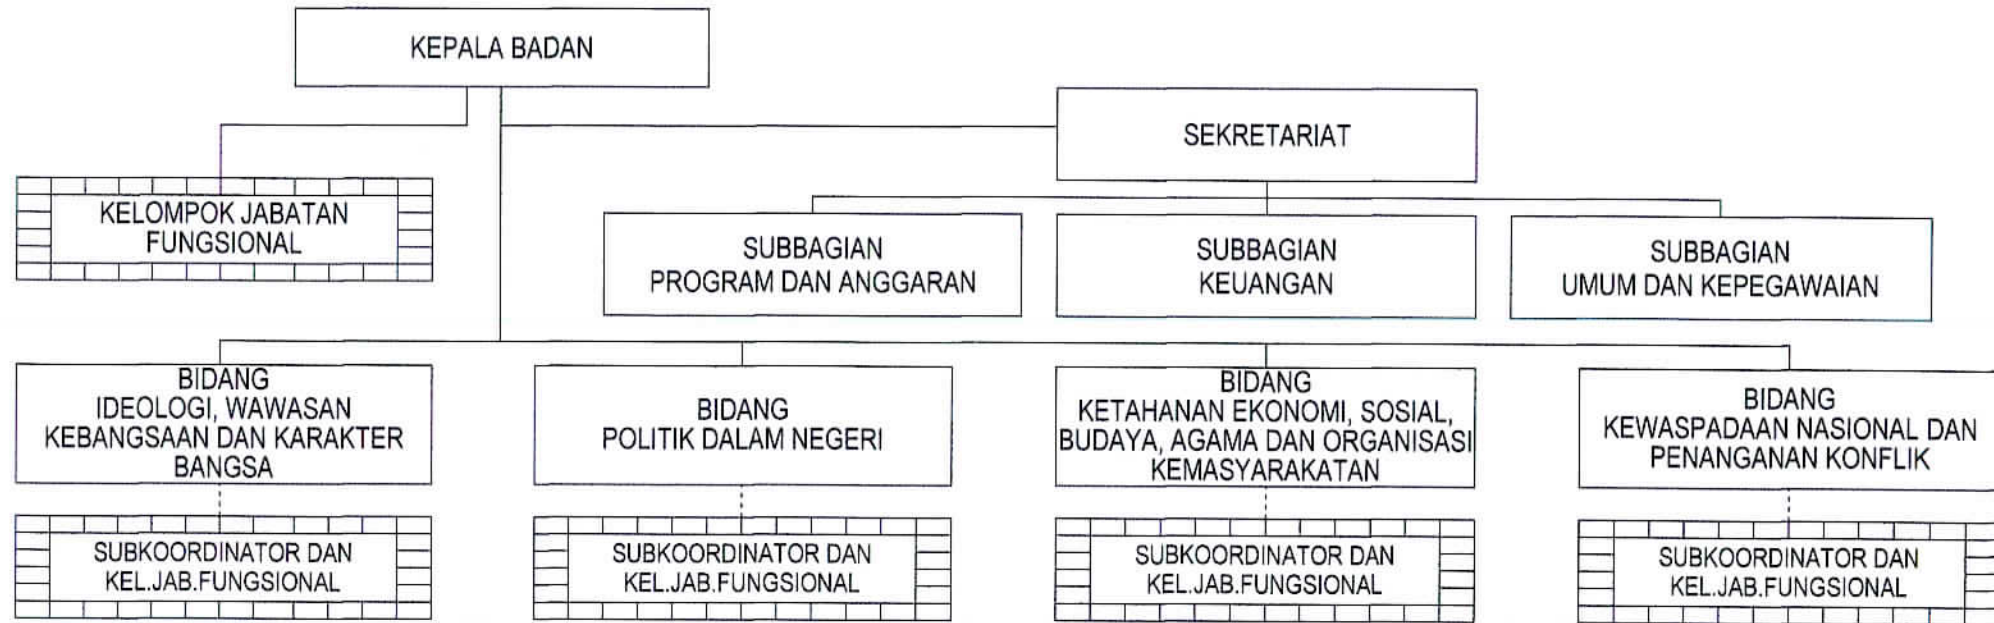 KEPALA BADAN
SEKRETARIAT
KELOMPOK JABATAN
FUNGSIONAL
SUBBAGIAN
PROGRAM DAN ANGGARAN
SUBBAGIAN
KEUANGAN
SUBBAGIAN
UMUM DAN KEPEGAWAIAN
BIDANG
IDEOLOGI, WAWASAN
KEBANGSAAN DAN KARAKTER
BANGSA
BIDANG
POLITIK DALAM NEGERI
BIDANG
KETAHANAN EKONOMI, SOSIAL,
BUDAYA, AGAMA DAN ORGANISASI
KEMASYARAKATAN
BIDANG
KEWASPADAAN NASIONAL DAN
PENANGANAN KONFLIK
SUBKOORDINATOR DAN
KEL.JAB.FUNGSIONAL
SUBKOORDINATOR DAN
KEL.JAB.FUNGSIONAL
SUBKOORDINATOR DAN
KEL.JAB.FUNGSIONAL
SUBKOORDINATOR DAN
KEL.JAB.FUNGSIONAL